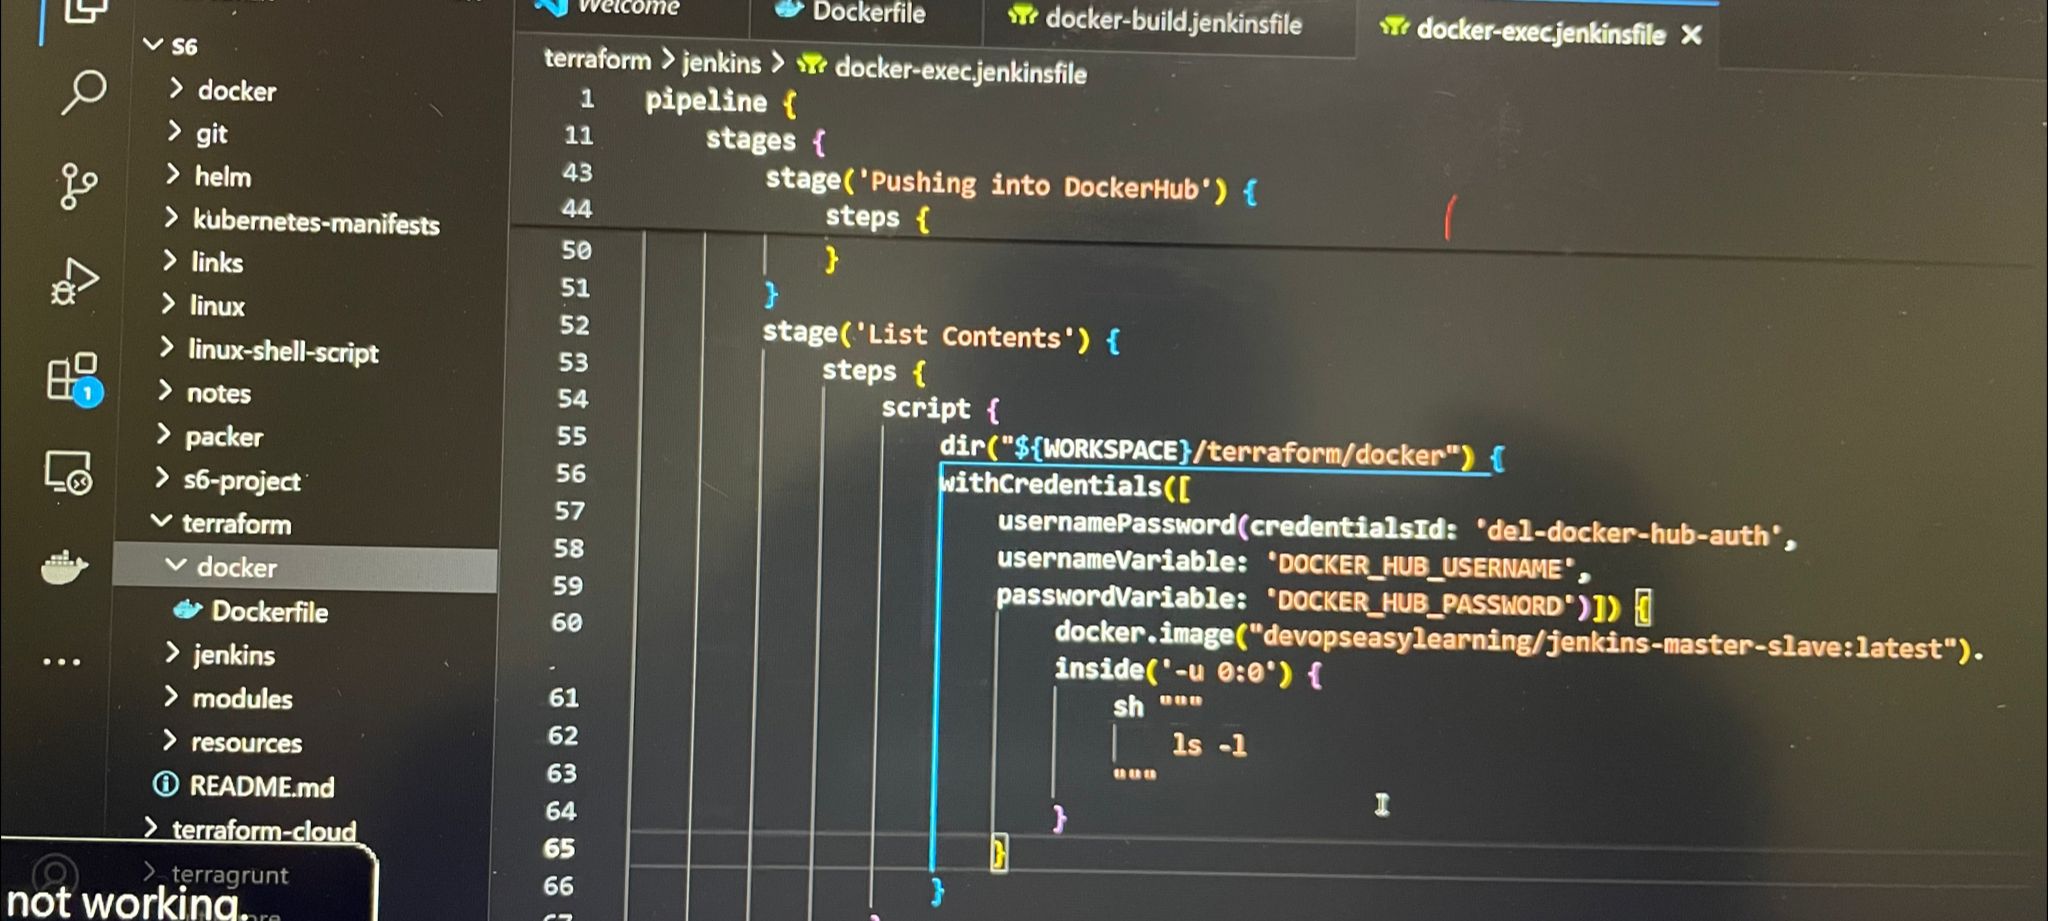 Welcome
Dockerfile
docker-build.jenkinsfile
docker-exec.jenkinsfile
S6
docker
git
helm
kubernetes-manifests
links
linux
linux-shell-script
notes
packer
s6-project
terraform
docker
Dockerfile
jenkins
modules
resources
README.md
terraform-cloud
terragrunt
not working.
1
terraform > jenkins > docker-exec.jenkinsfile
1 pipeline {
11 stages {
43 stage('Pushing into DockerHub') {
44 steps {
50 }
51 }
52 stage('List Contents') {
53 steps {
54 script {
55 dir("${WORKSPACE}/terraform/docker") {
56 withCredentials([
57 usernamePassword(credentialsId: 'del-docker-hub-auth',
58 usernameVariable: 'DOCKER_HUB_USERNAME',
59 passwordVariable: 'DOCKER_HUB_PASSWORD')]) {
60 docker.image("devopseasylearning/jenkins-master-slave:latest").
inside('-u 0:0') {
61 sh """
62 ls -l
63 """
64 }
65 }
66 }